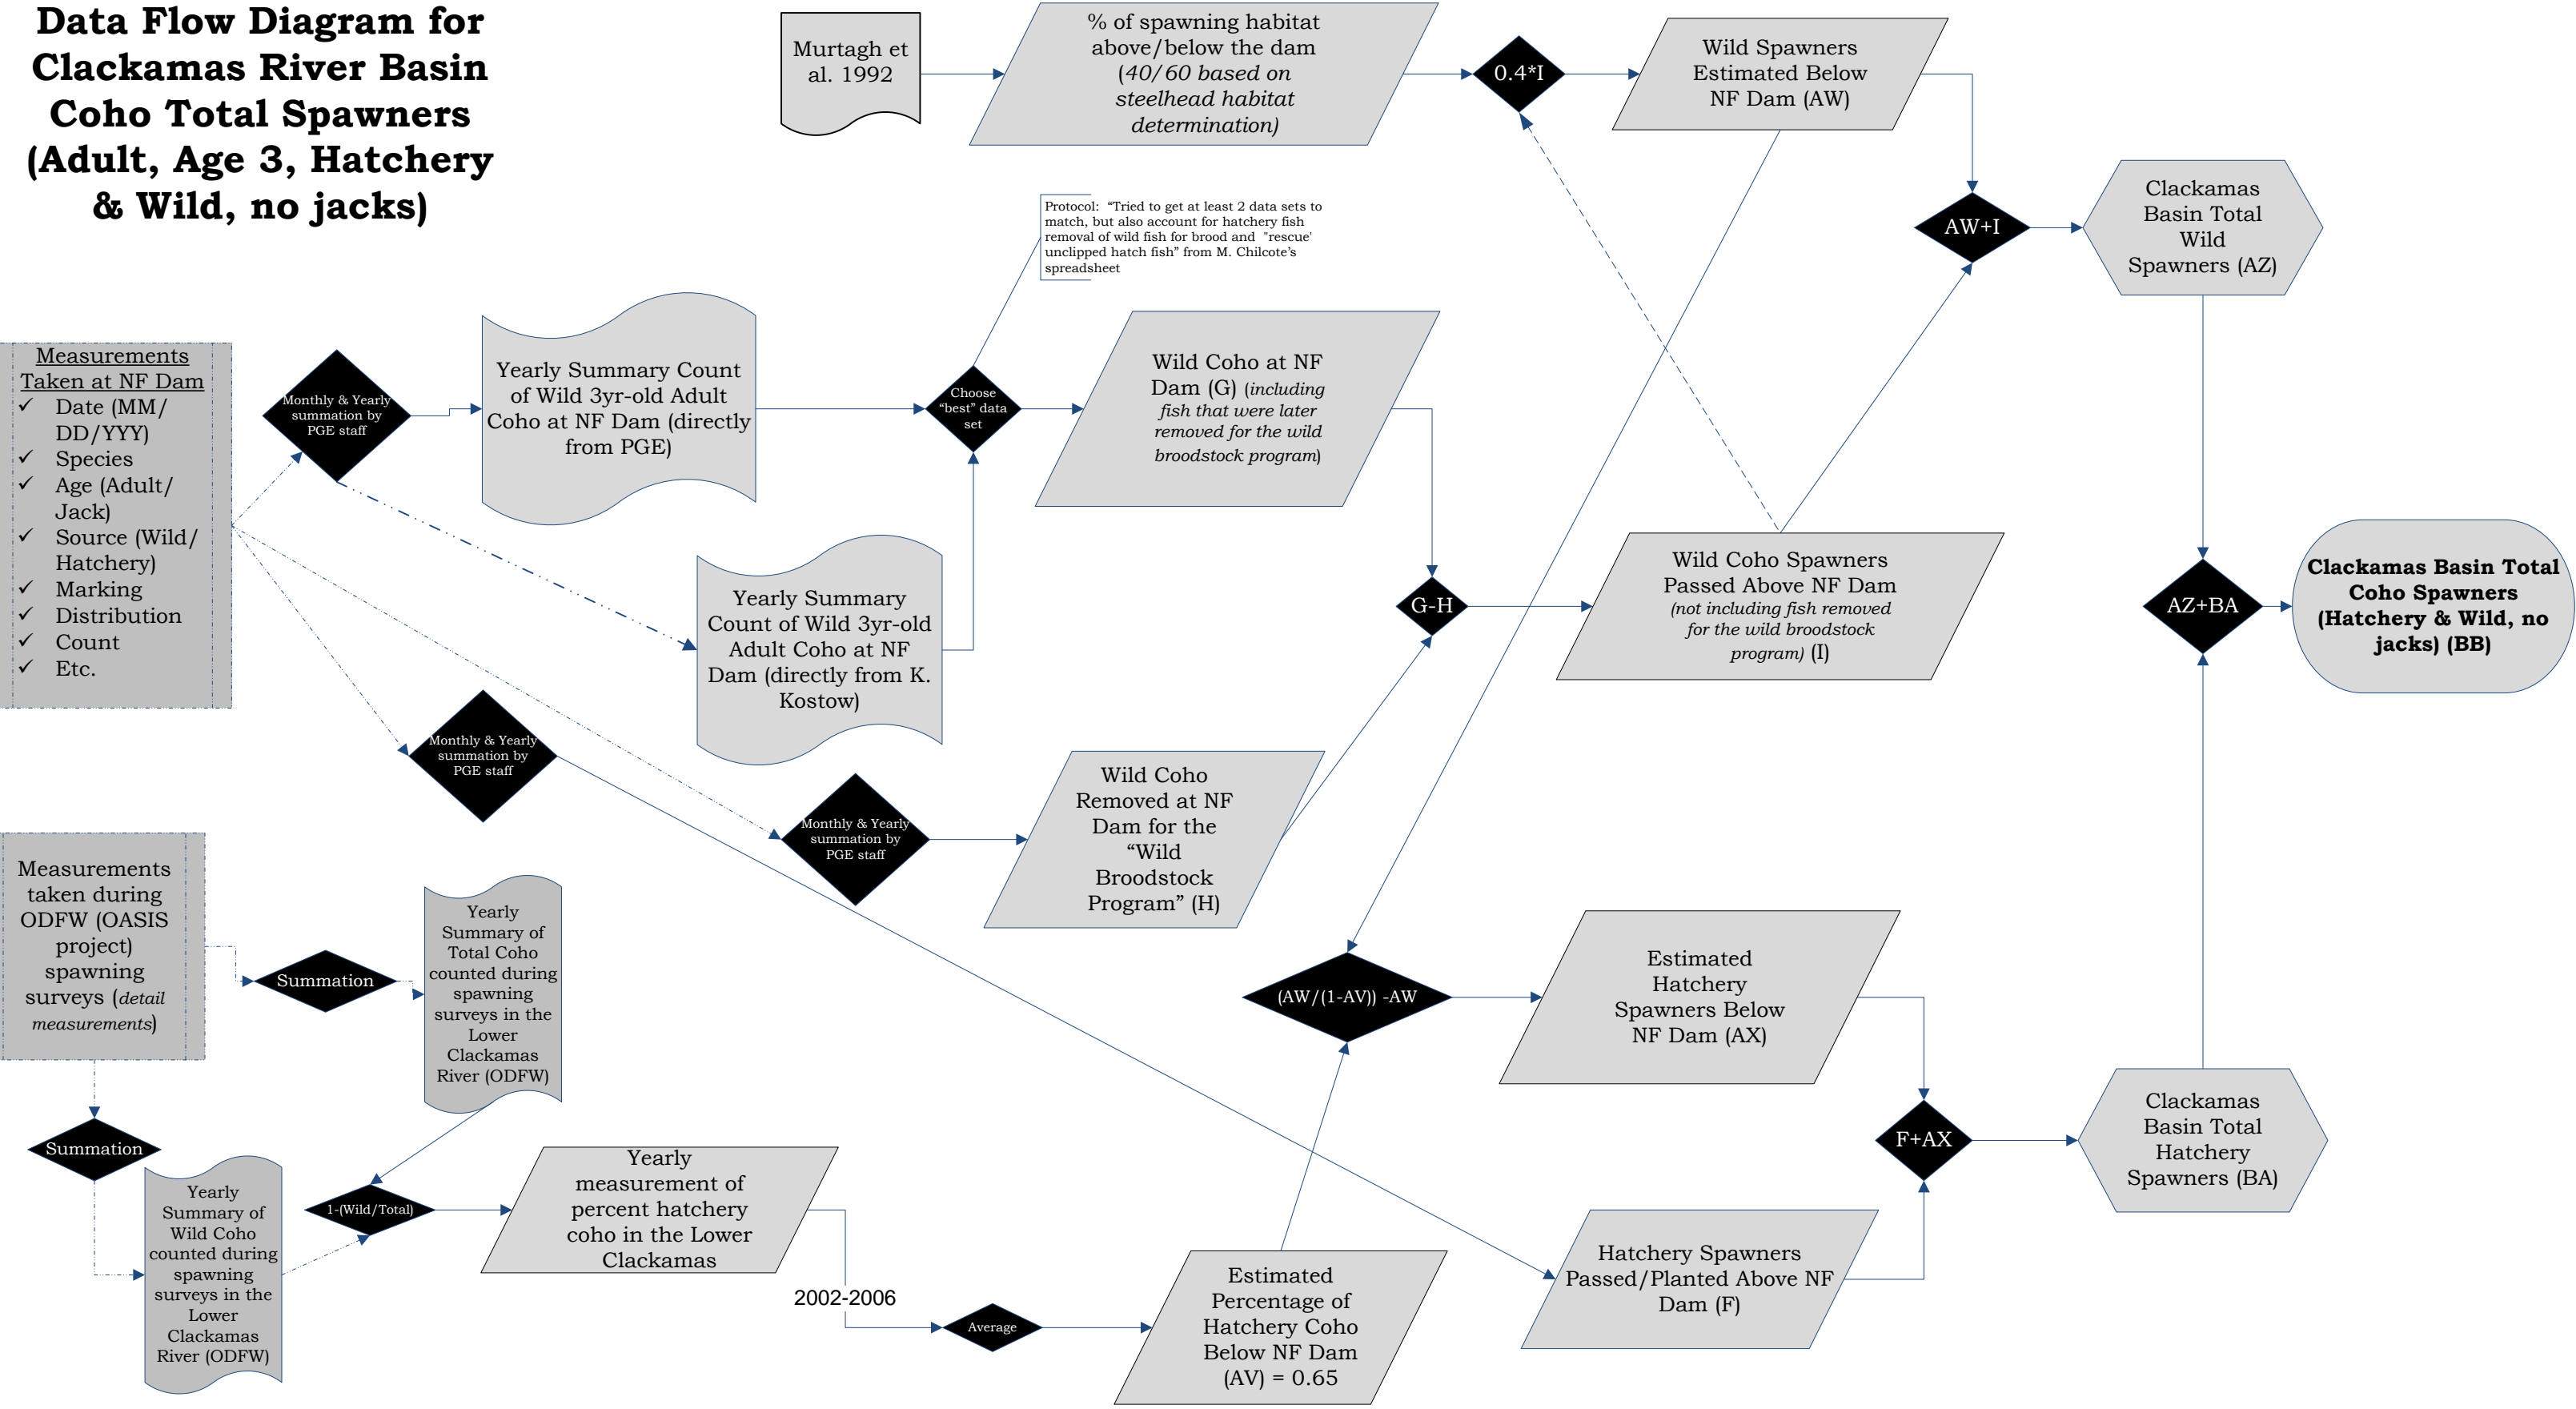 Data Flow Diagram for
Clackamas River Basin
Coho Total Spawners
(Adult, Age 3, Hatchery
& Wild, no jacks)
Murtagh et
al. 1992
% of spawning habitat
above/below the dam
(40/60 based on
steelhead habitat
determination)
0.4*I
Wild Spawners
Estimated Below
NF Dam (AW)
AW+I
Clackamas
Basin Total
Wild
Spawners (AZ)
Protocol:  “Tried to get at least 2 data sets to
match, but also account for hatchery fish
removal of wild fish for brood and  "rescue'
unclipped hatch fish” from M. Chilcote’s
spreadsheet
Measurements
Taken at NF Dam
✓ Date (MM/
DD/YYY)
✓ Species
✓ Age (Adult/
Jack)
✓ Source (Wild/
Hatchery)
✓ Marking
✓ Distribution
✓ Count
✓ Etc.
Monthly & Yearly
summation by
PGE staff
Yearly Summary Count
of Wild 3yr-old Adult
Coho at NF Dam (directly
from PGE)
Choose
“best” data
set
Wild Coho at NF
Dam (G) (including
fish that were later
removed for the wild
broodstock program)
Yearly Summary
Count of Wild 3yr-old
Adult Coho at NF
Dam (directly from K.
Kostow)
G-H
Wild Coho Spawners
Passed Above NF Dam
(not including fish removed
for the wild broodstock
program) (I)
AZ+BA
Clackamas Basin Total
Coho Spawners
(Hatchery & Wild, no
jacks) (BB)
Monthly & Yearly
summation by
PGE staff
Monthly & Yearly
summation by
PGE staff
Wild Coho
Removed at NF
Dam for the
“Wild
Broodstock
Program” (H)
Measurements
taken during
ODFW (OASIS
project)
spawning
surveys (detail
measurements)
Summation
Yearly
Summary of
Total Coho
counted during
spawning
surveys in the
Lower
Clackamas
River (ODFW)
(AW/(1-AV)) -AW
Estimated
Hatchery
Spawners Below
NF Dam (AX)
Summation
Yearly
Summary of
Wild Coho
counted during
spawning
surveys in the
Lower
Clackamas
River (ODFW)
1-(Wild/Total)
Yearly
measurement of
percent hatchery
coho in the Lower
Clackamas
2002-2006
Average
Estimated
Percentage of
Hatchery Coho
Below NF Dam
(AV) = 0.65
Hatchery Spawners
Passed/Planted Above NF
Dam (F)
F+AX
Clackamas
Basin Total
Hatchery
Spawners (BA)